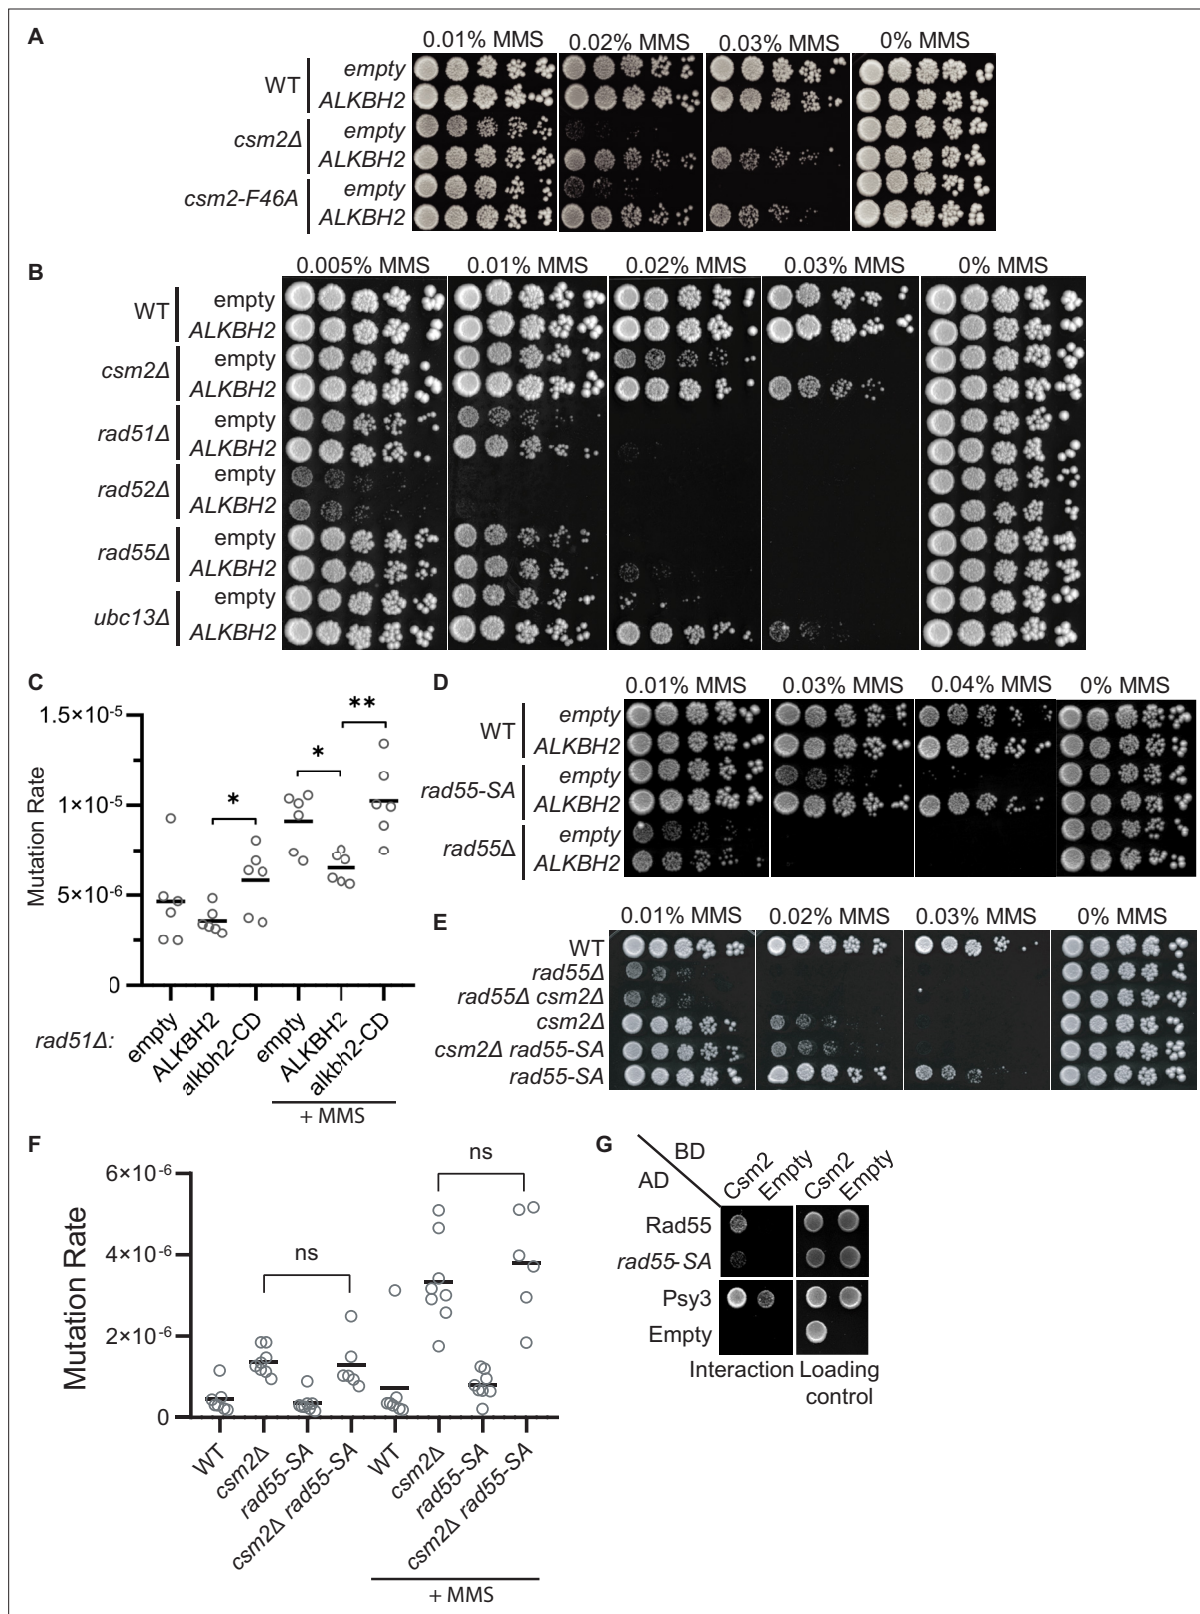 A
0.01% MMS 0.02% MMS 0.03% MMS 0% MMS
WT
empty
ALKBH2
csm2Δ
empty
ALKBH2
csm2-F46A
empty
ALKBH2
B
0.005% MMS 0.01% MMS 0.02% MMS 0.03% MMS 0% MMS
WT
empty
ALKBH2
csm2Δ
empty
ALKBH2
rad51Δ
empty
ALKBH2
rad52Δ
empty
ALKBH2
rad55Δ
empty
ALKBH2
ubc13Δ
empty
ALKBH2
C
Mutation Rate
1.5×10-5
1×10-5
5×10-6
0
*
*
**
rad51Δ:
empty
ALKBH2
alkbh2-CD
empty
ALKBH2
alkbh2-CD
+ MMS
D
0.01% MMS 0.03% MMS 0.04% MMS 0% MMS
WT
empty
ALKBH2
rad55-SA
empty
ALKBH2
rad55Δ
empty
ALKBH2
E
0.01% MMS 0.02% MMS 0.03% MMS 0% MMS
WT
rad55Δ
rad55Δ csm2Δ
csm2Δ
csm2Δ rad55-SA
rad55-SA
F
Mutation Rate
6×10-6
4×10-6
2×10-6
0
ns
ns
WT
csm2Δ
rad55-SA
csm2Δ rad55-SA
WT
csm2Δ
rad55-SA
csm2Δ rad55-SA
+ MMS
G
BD
AD
Csm2
Empty
Csm2
Empty
Rad55
rad55-SA
Psy3
Empty
Interaction Loading
control